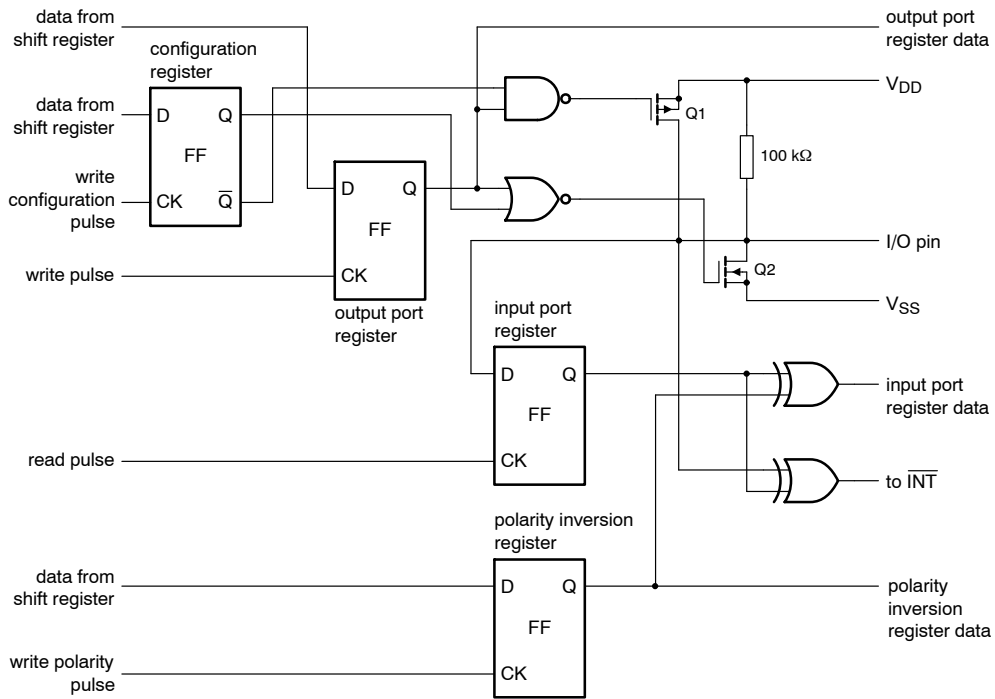 data from
shift register
output port
register data
configuration
register
data from
shift register
D
Q
FF
write
configuration
pulse
CK
Q̅
D
Q
FF
CK
write pulse
output port
register
Q1
VDD
100 kΩ
I/O pin
Q2
VSS
input port
register
D
Q
FF
CK
read pulse
input port
register data
to I̅N̅T̅
polarity inversion
register
data from
shift register
D
Q
FF
CK
write polarity
pulse
polarity
inversion
register data